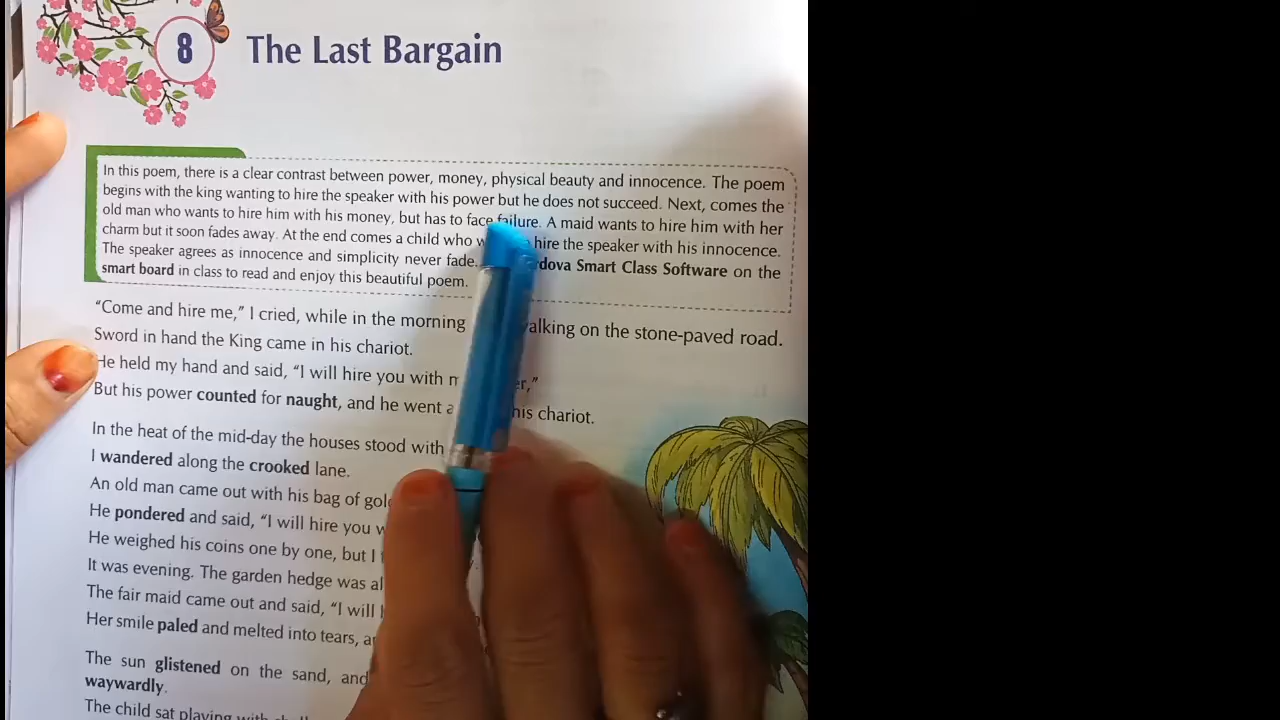 8
The Last Bargain
In this poem, there is a clear contrast between power, money, physical beauty and innocence. The poem
begins with the king wanting to hire the speaker with his power but he does not succeed. Next, comes the
old man who wants to hire him with his money, but has to face failure. A maid wants to hire him with her
charm but it soon fades away. At the end comes a child who hire the speaker with his innocence.
The speaker agrees as innocence and simplicity never fade. Smart Class Software on the
smart board in class to read and enjoy this beautiful poem.
“Come and hire me,” I cried, while in the morning walking on the stone-paved road.
Sword in hand the King came in his chariot.
He held my hand and said, “I will hire you with
But his power counted for naught, and he went his chariot.
In the heat of the mid-day the houses stood with
I wandered along the crooked lane.
An old man came out with his bag of
He pondered and said, “I will hire you
He weighed his coins one by one, but I
It was evening. The garden hedge was
The fair maid came out and said, “I will
Her smile paled and melted into tears,
The sun glistened on the sand, and
waywardly.
The child sat playing with